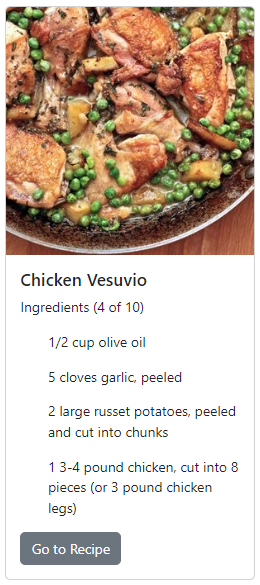 Chicken Vesuvio
Ingredients (4 of 10)
1/2 cup olive oil
5 cloves garlic, peeled
2 large russet potatoes, peeled
and cut into chunks
1 3-4 pound chicken, cut into 8
pieces (or 3 pound chicken
legs)
Go to Recipe